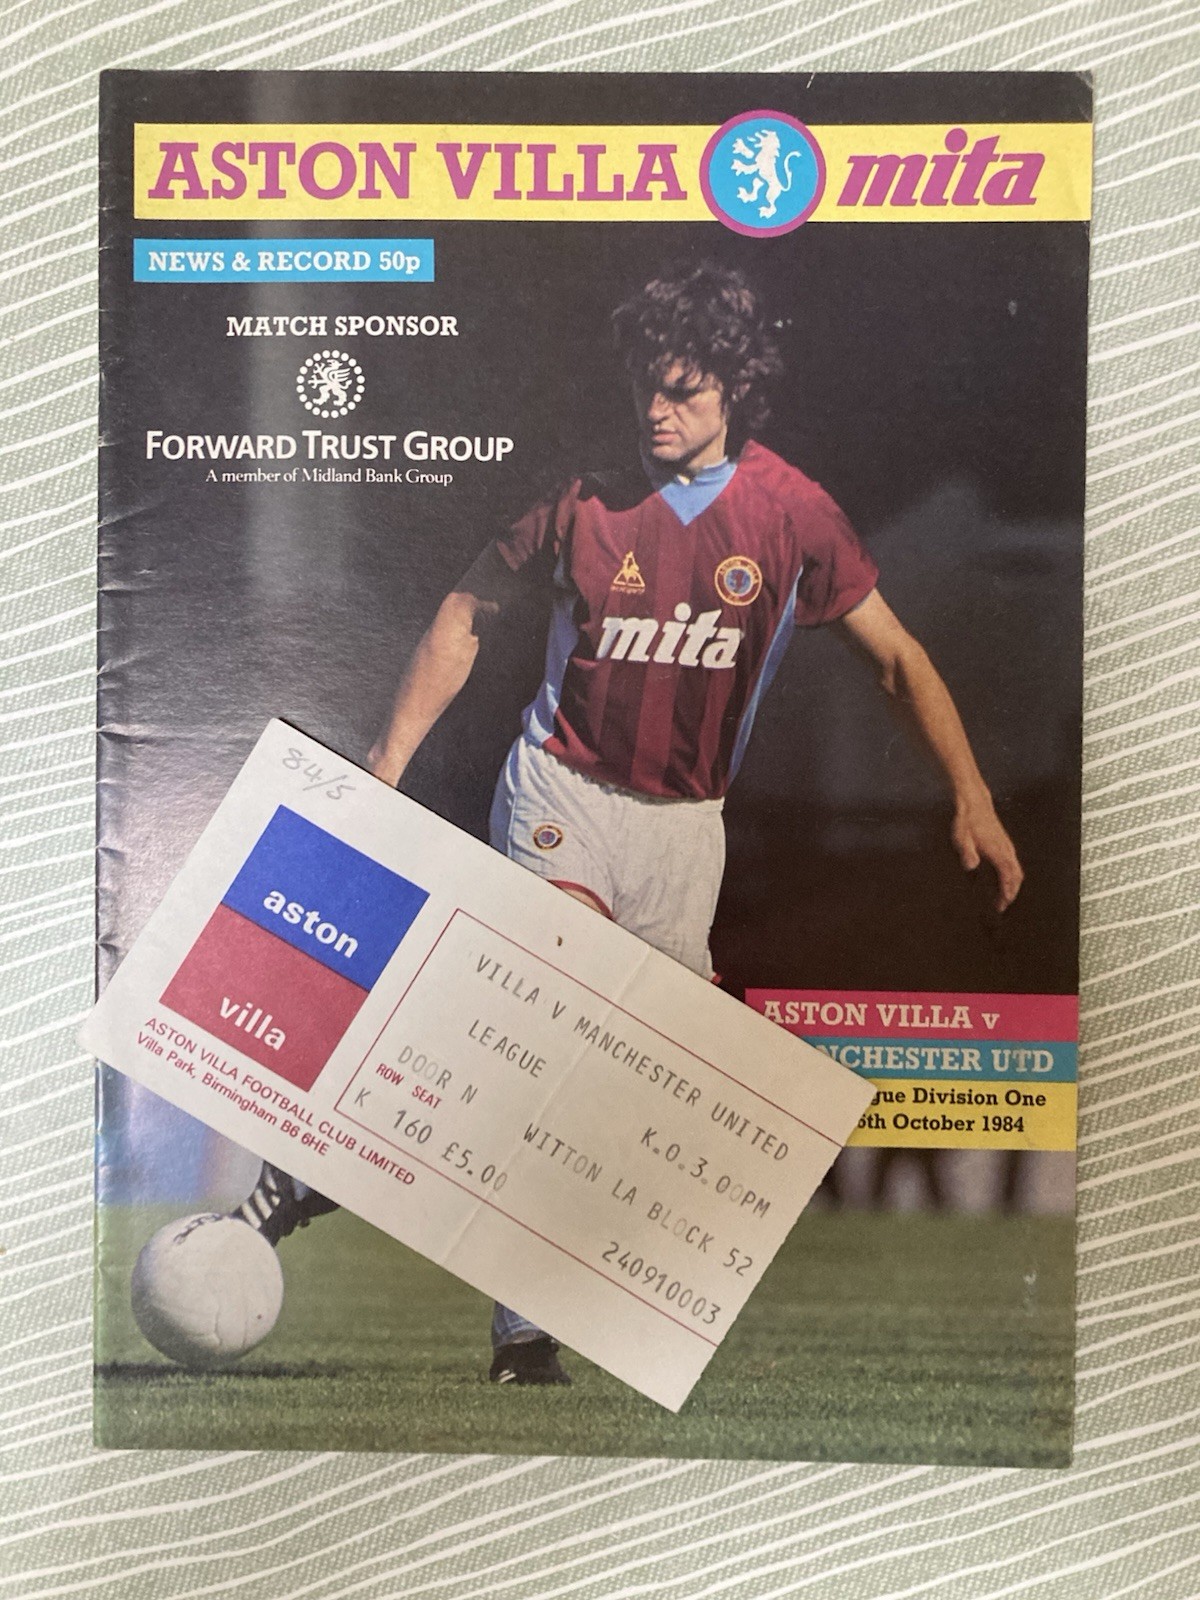 ASTON VILLA mita
NEWS & RECORD 50p
MATCH SPONSOR
FORWARD TRUST GROUP
A member of Midland Bank Group
mita
84/5
aston
villa
ASTON VILLA FOOTBALL CLUB LIMITED
Villa Park, Birmingham B6 6HE
VILLA V MANCHESTER UNITED
LEAGUE K.O.3.00PM
DOOR N WITTON LA BLOCK 52
ROW SEAT
K 160 £5.00 240910003
ASTON VILLA v
NCHESTER UTD
gue Division One
6th October 1984